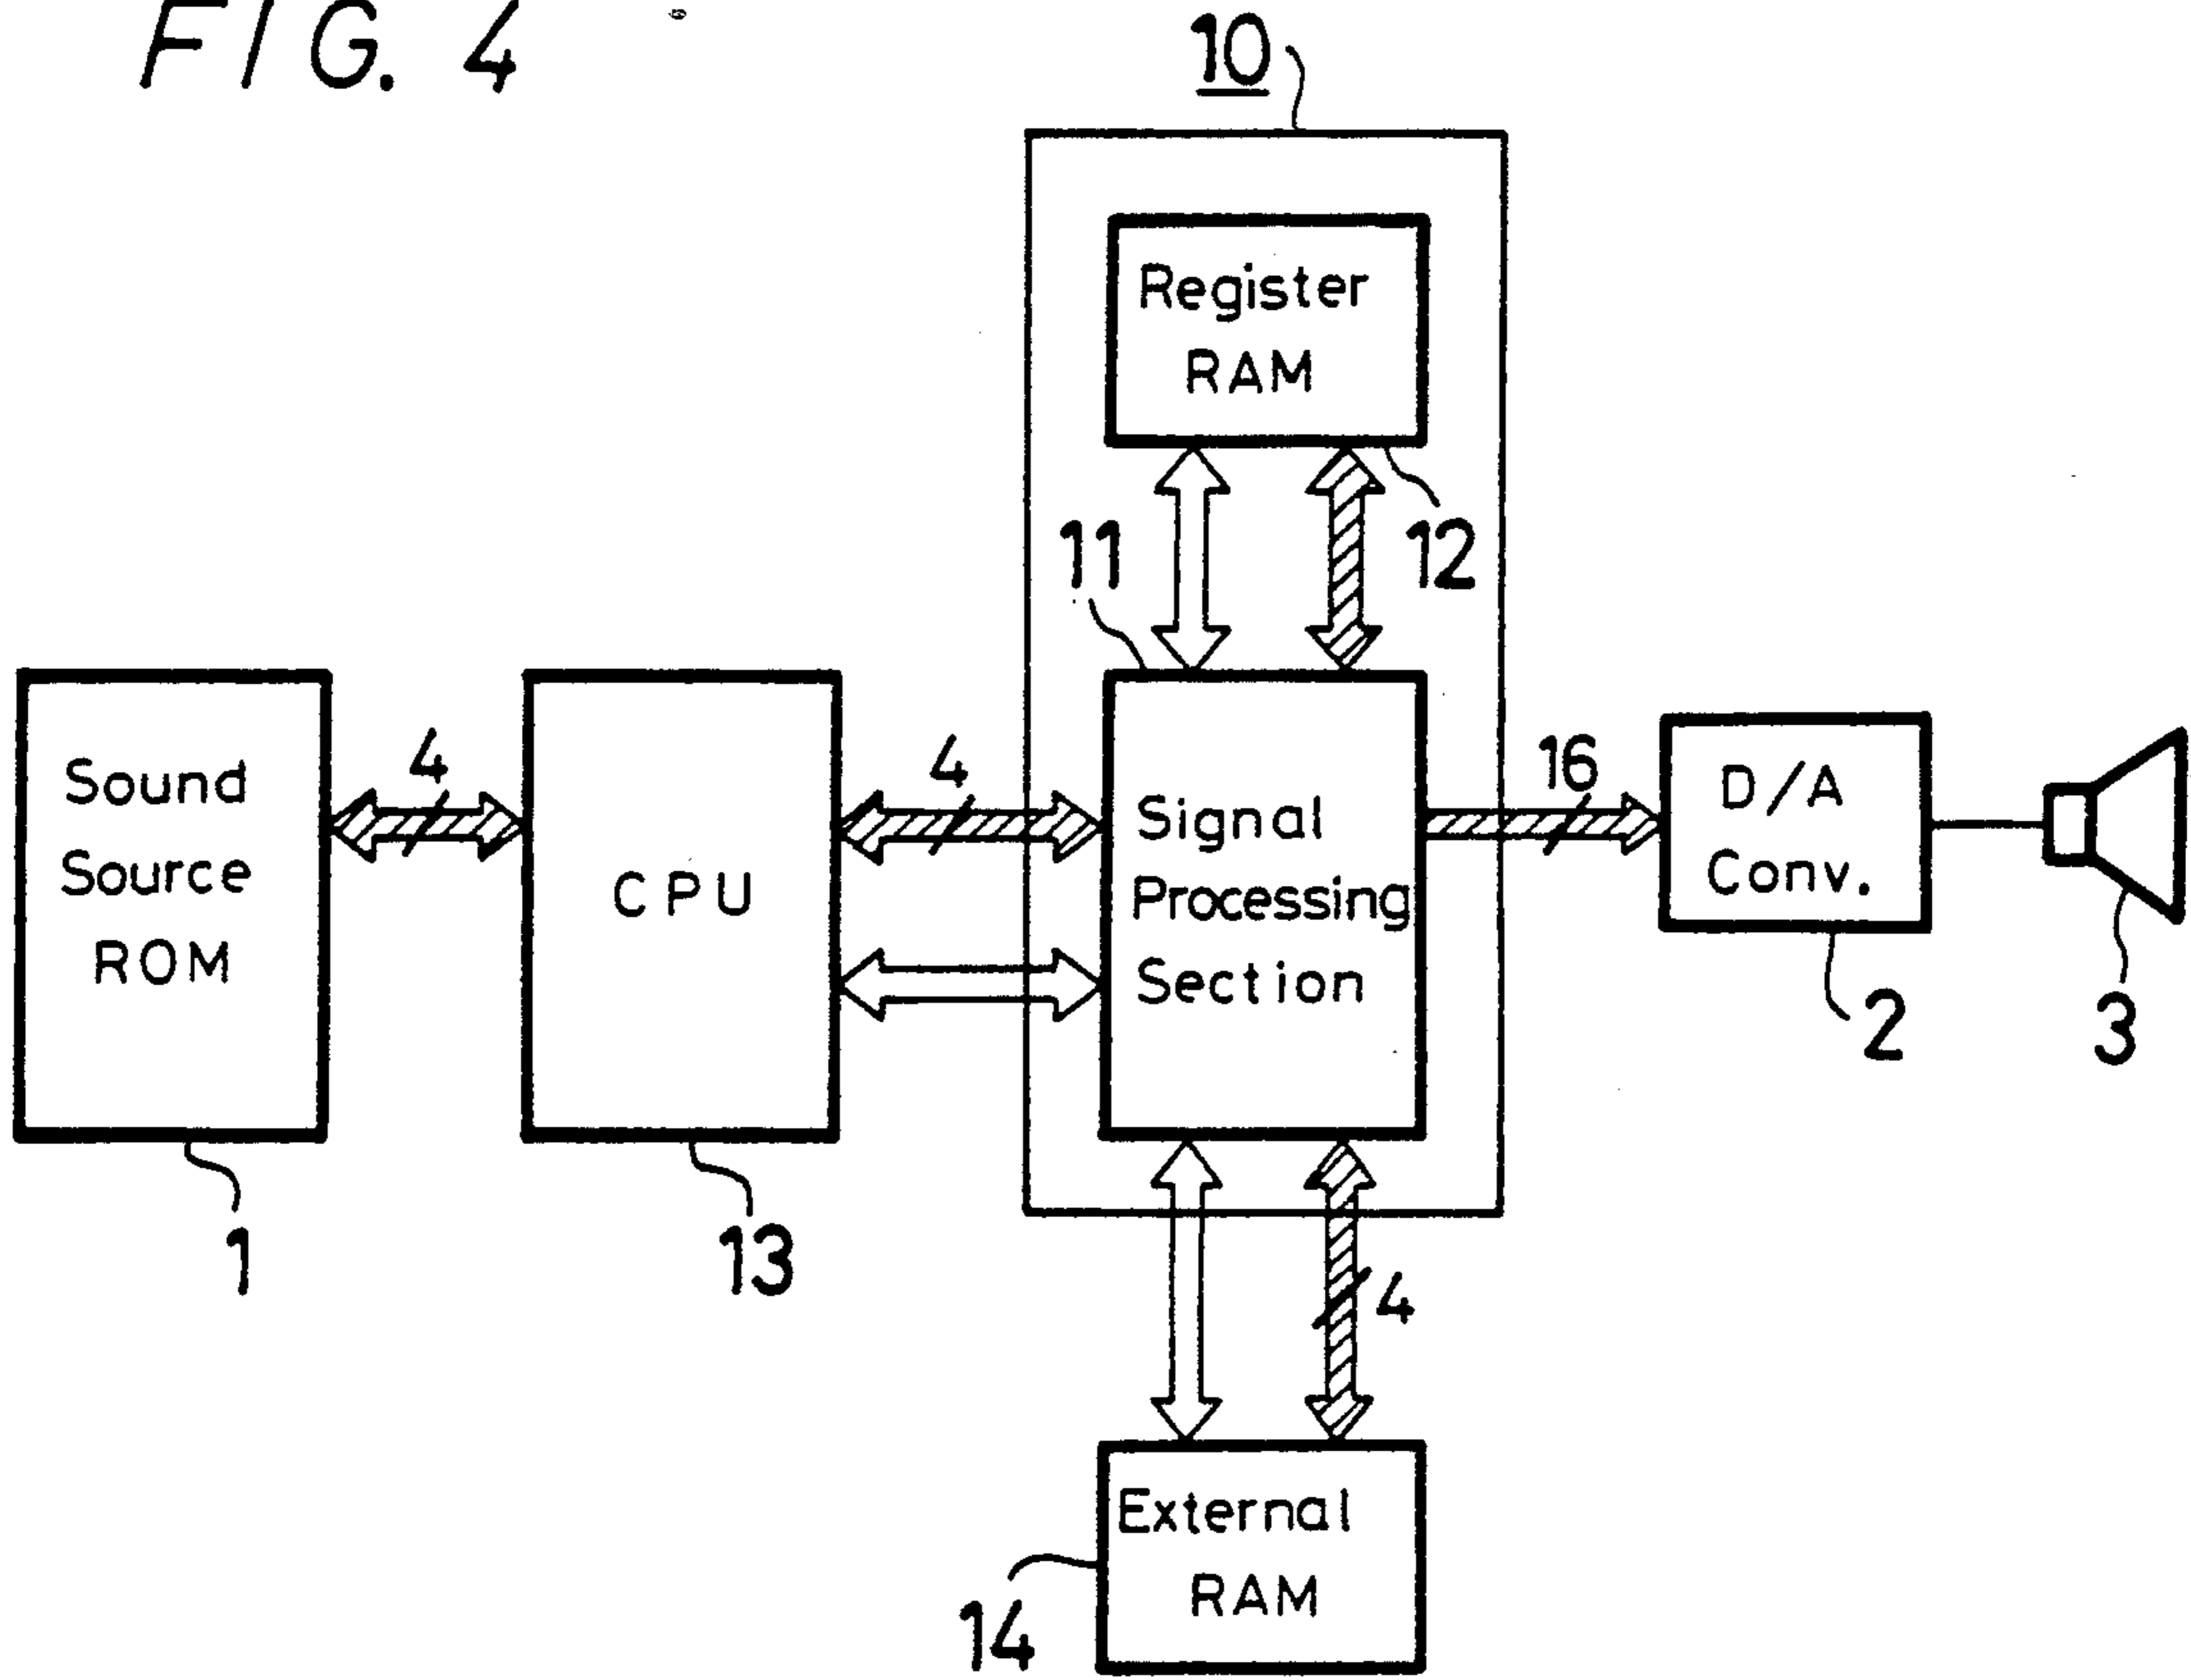 FIG. 4
10
Register
RAM
11
12
Sound
Source
ROM
4
CPU
4
Signal
Processing
Section
16
D/A
Conv.
2
3
1
13
4
External
RAM
14